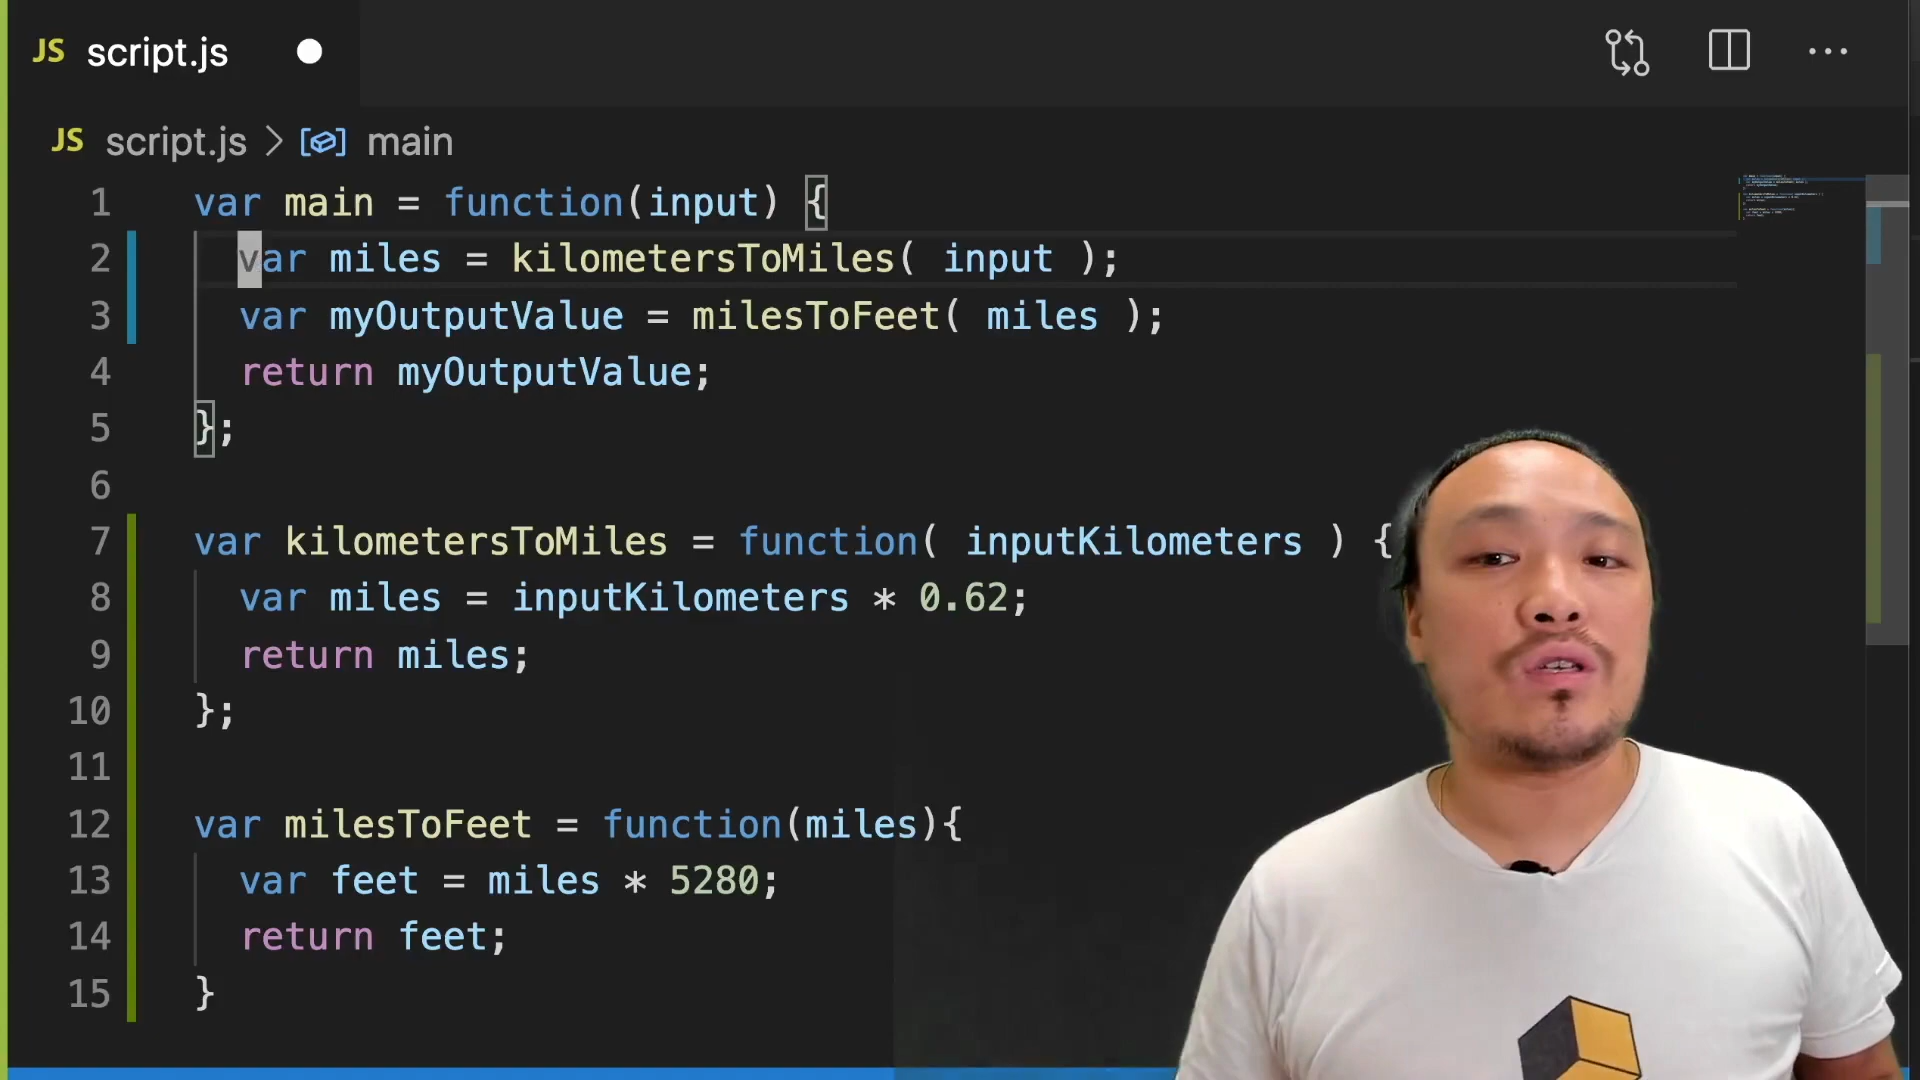 JS script.js
JS script.js > main
1 var main = function(input) {
2 var miles = kilometersToMiles( input );
3 var myOutputValue = milesToFeet( miles );
4 return myOutputValue;
5 };
6
7 var kilometersToMiles = function( inputKilometers ) {
8 var miles = inputKilometers * 0.62;
9 return miles;
10 };
11
12 var milesToFeet = function(miles){
13 var feet = miles * 5280;
14 return feet;
15 }